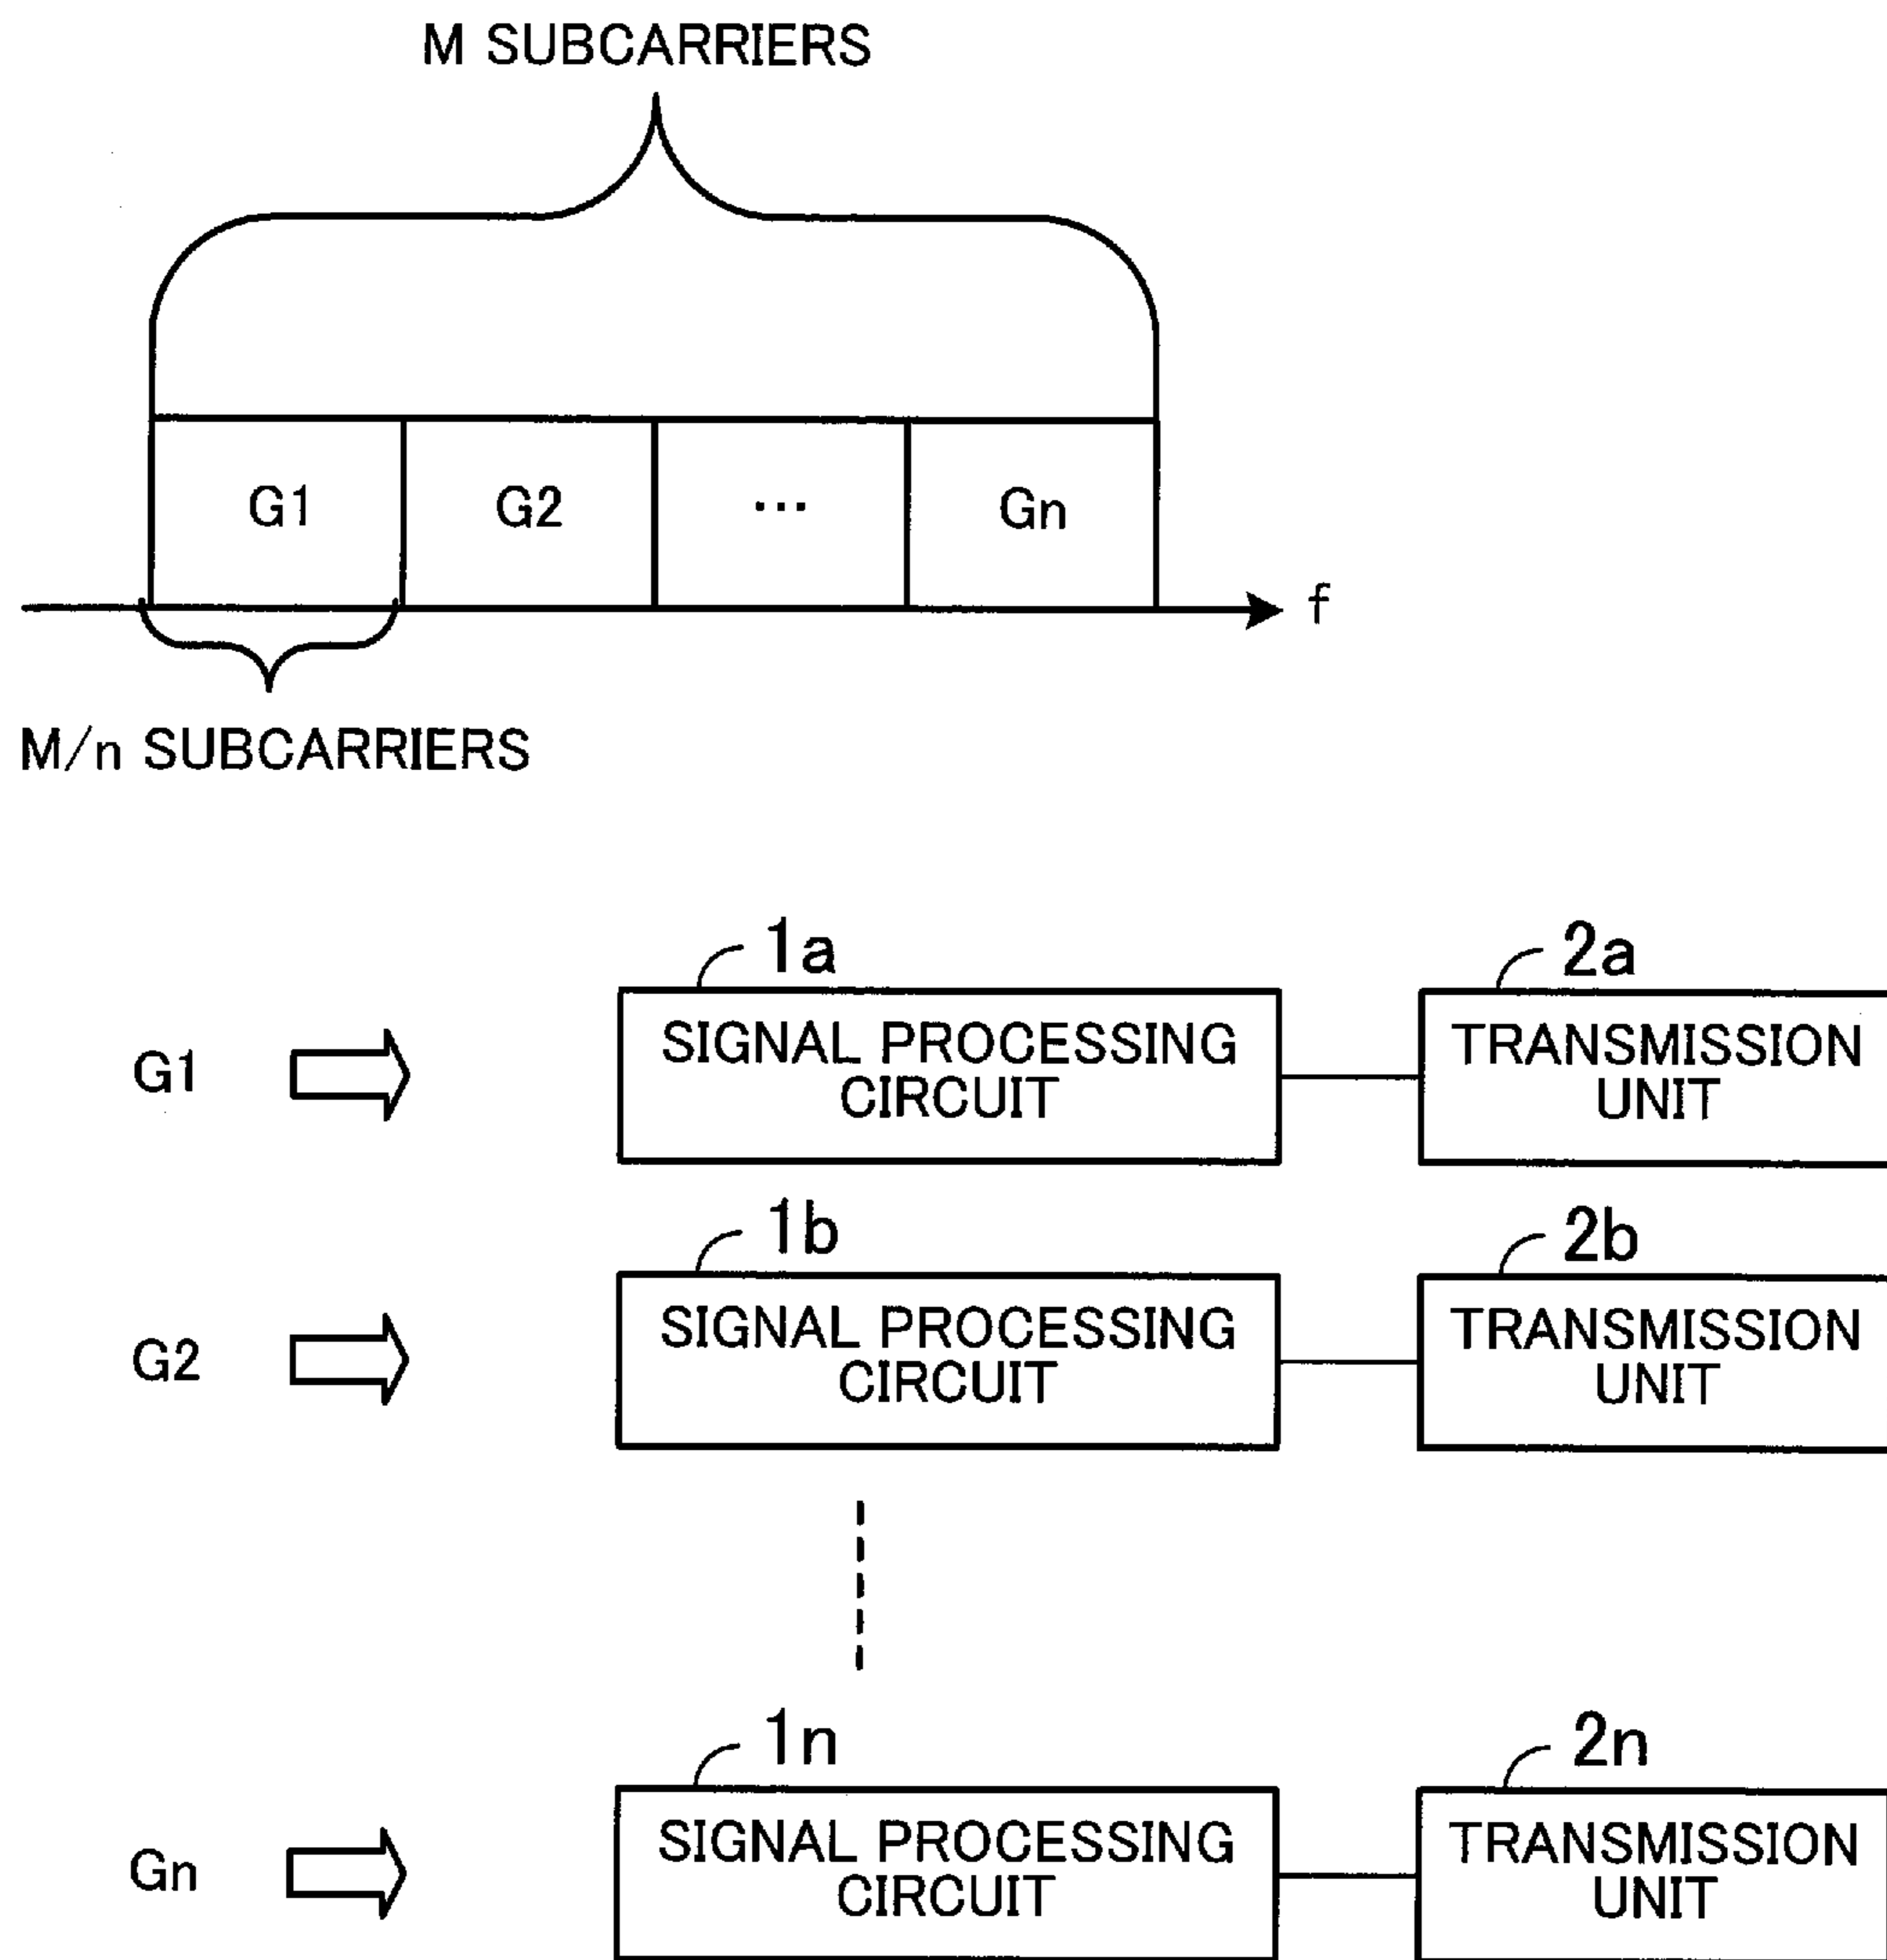 M SUBCARRIERS
G1 G2 ... Gn
f
M/n SUBCARRIERS
1a 2a
G1 SIGNAL PROCESSING TRANSMISSION
CIRCUIT UNIT
1b 2b
G2 SIGNAL PROCESSING TRANSMISSION
CIRCUIT UNIT
1n 2n
Gn SIGNAL PROCESSING TRANSMISSION
CIRCUIT UNIT